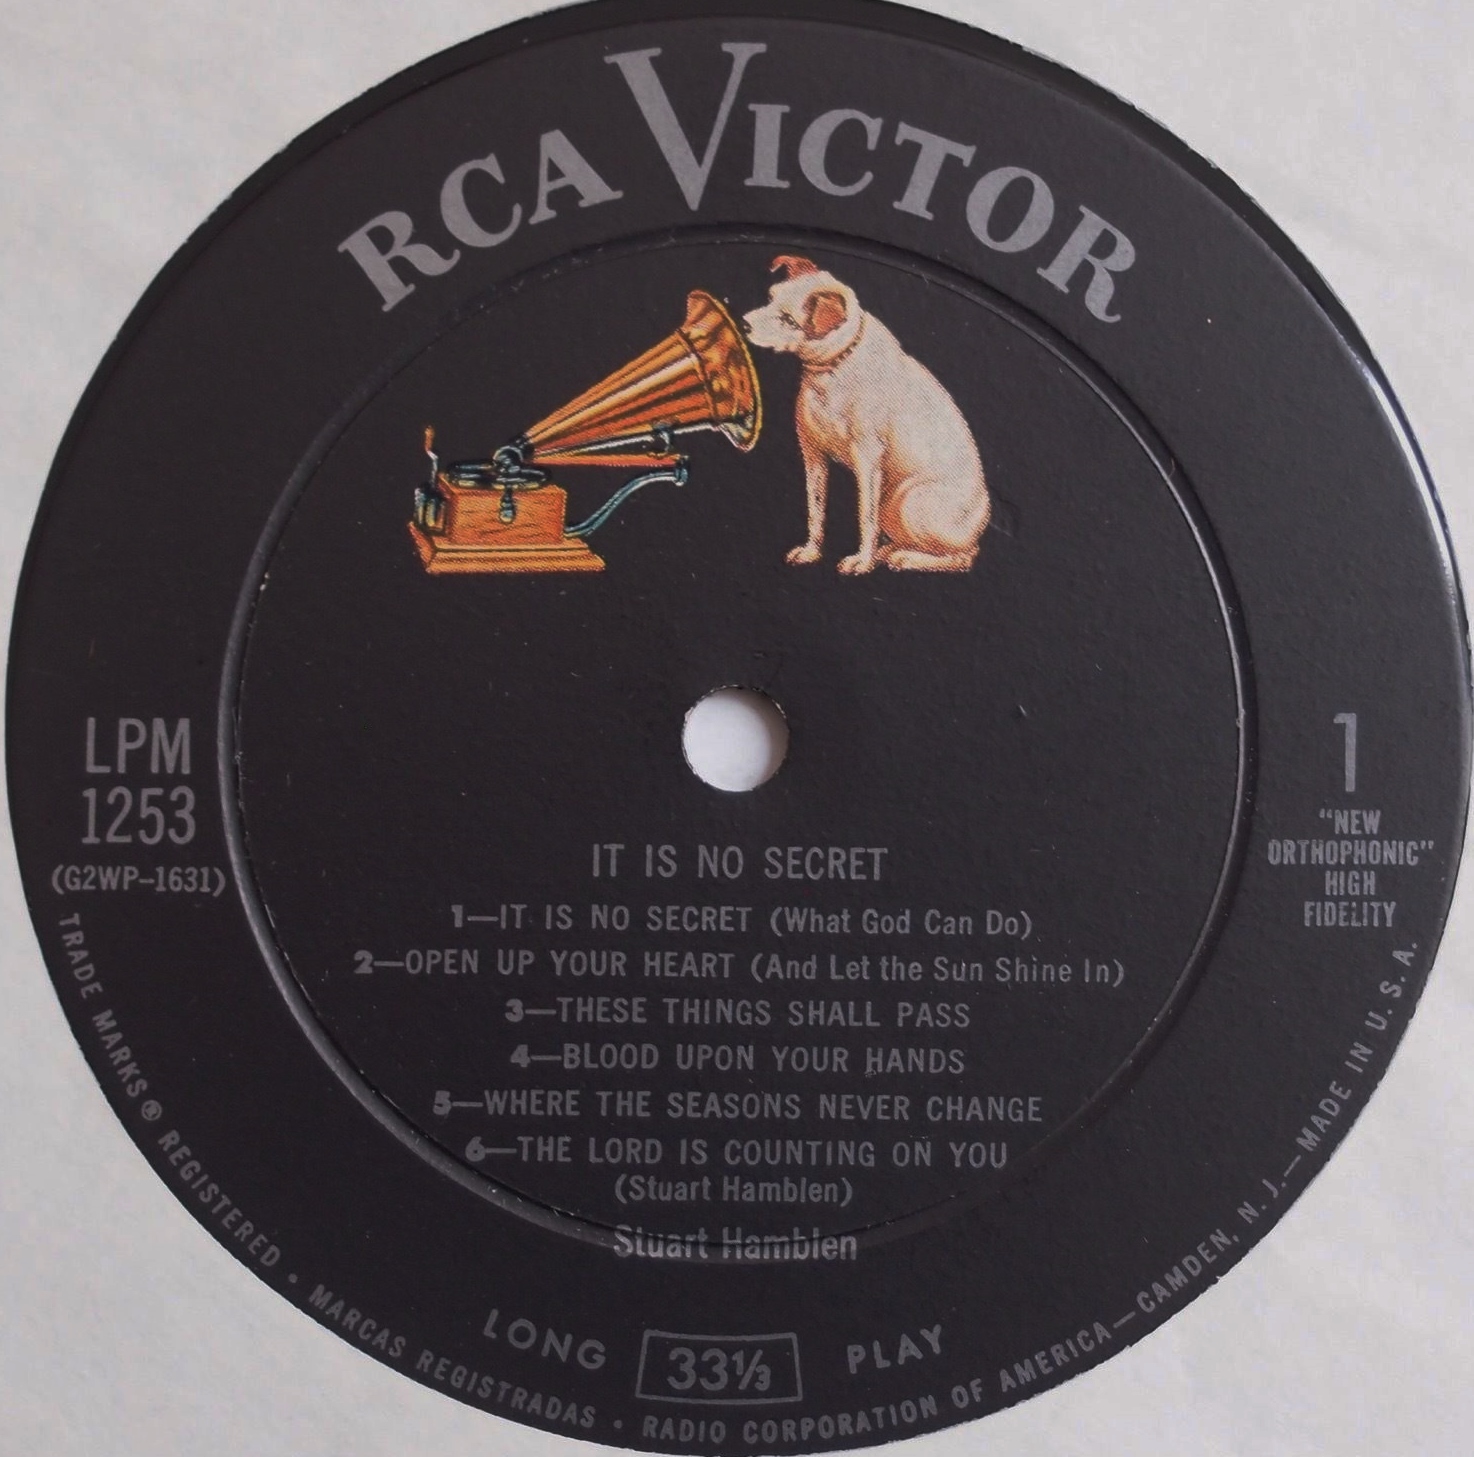 RCA VICTOR
LPM
1253
(G2WP-1631)
1
"NEW
ORTHOPHONIC"
HIGH
FIDELITY
IT IS NO SECRET
1—IT IS NO SECRET (What God Can Do)
2—OPEN UP YOUR HEART (And Let the Sun Shine In)
3—THESE THINGS SHALL PASS
4—BLOOD UPON YOUR HANDS
5—WHERE THE SEASONS NEVER CHANGE
6—THE LORD IS COUNTING ON YOU
(Stuart Hamblen)
Stuart Hamblen
LONG 33⅓ PLAY
TRADE MARKS ® REGISTERED • MARCAS REGISTRADAS • RADIO CORPORATION OF AMERICA—CAMDEN, N. J.—MADE IN U. S. A.